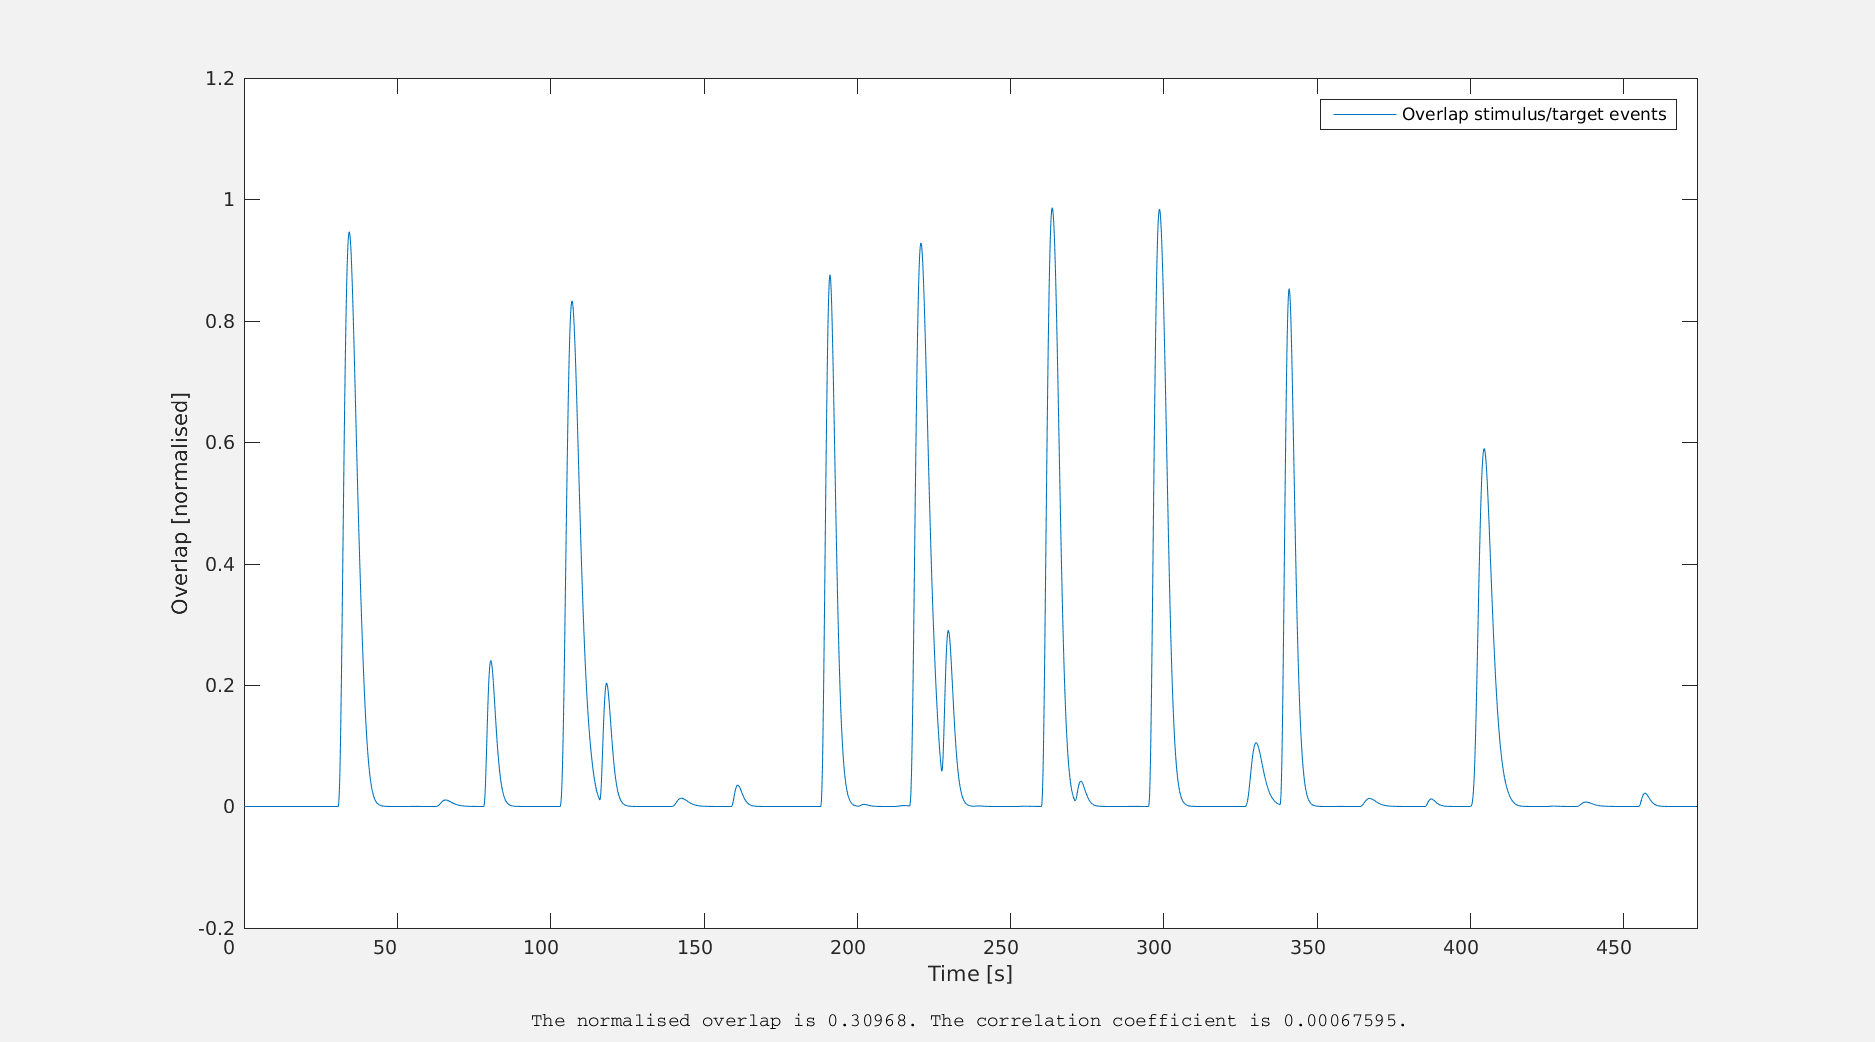 1.2
Overlap stimulus/target events
1
0.8
0.6
0.4
0.2
0
-0.2
Overlap [normalised]
0 50 100 150 200 250 300 350 400 450
Time [s]
The normalised overlap is 0.30968. The correlation coefficient is 0.00067595.